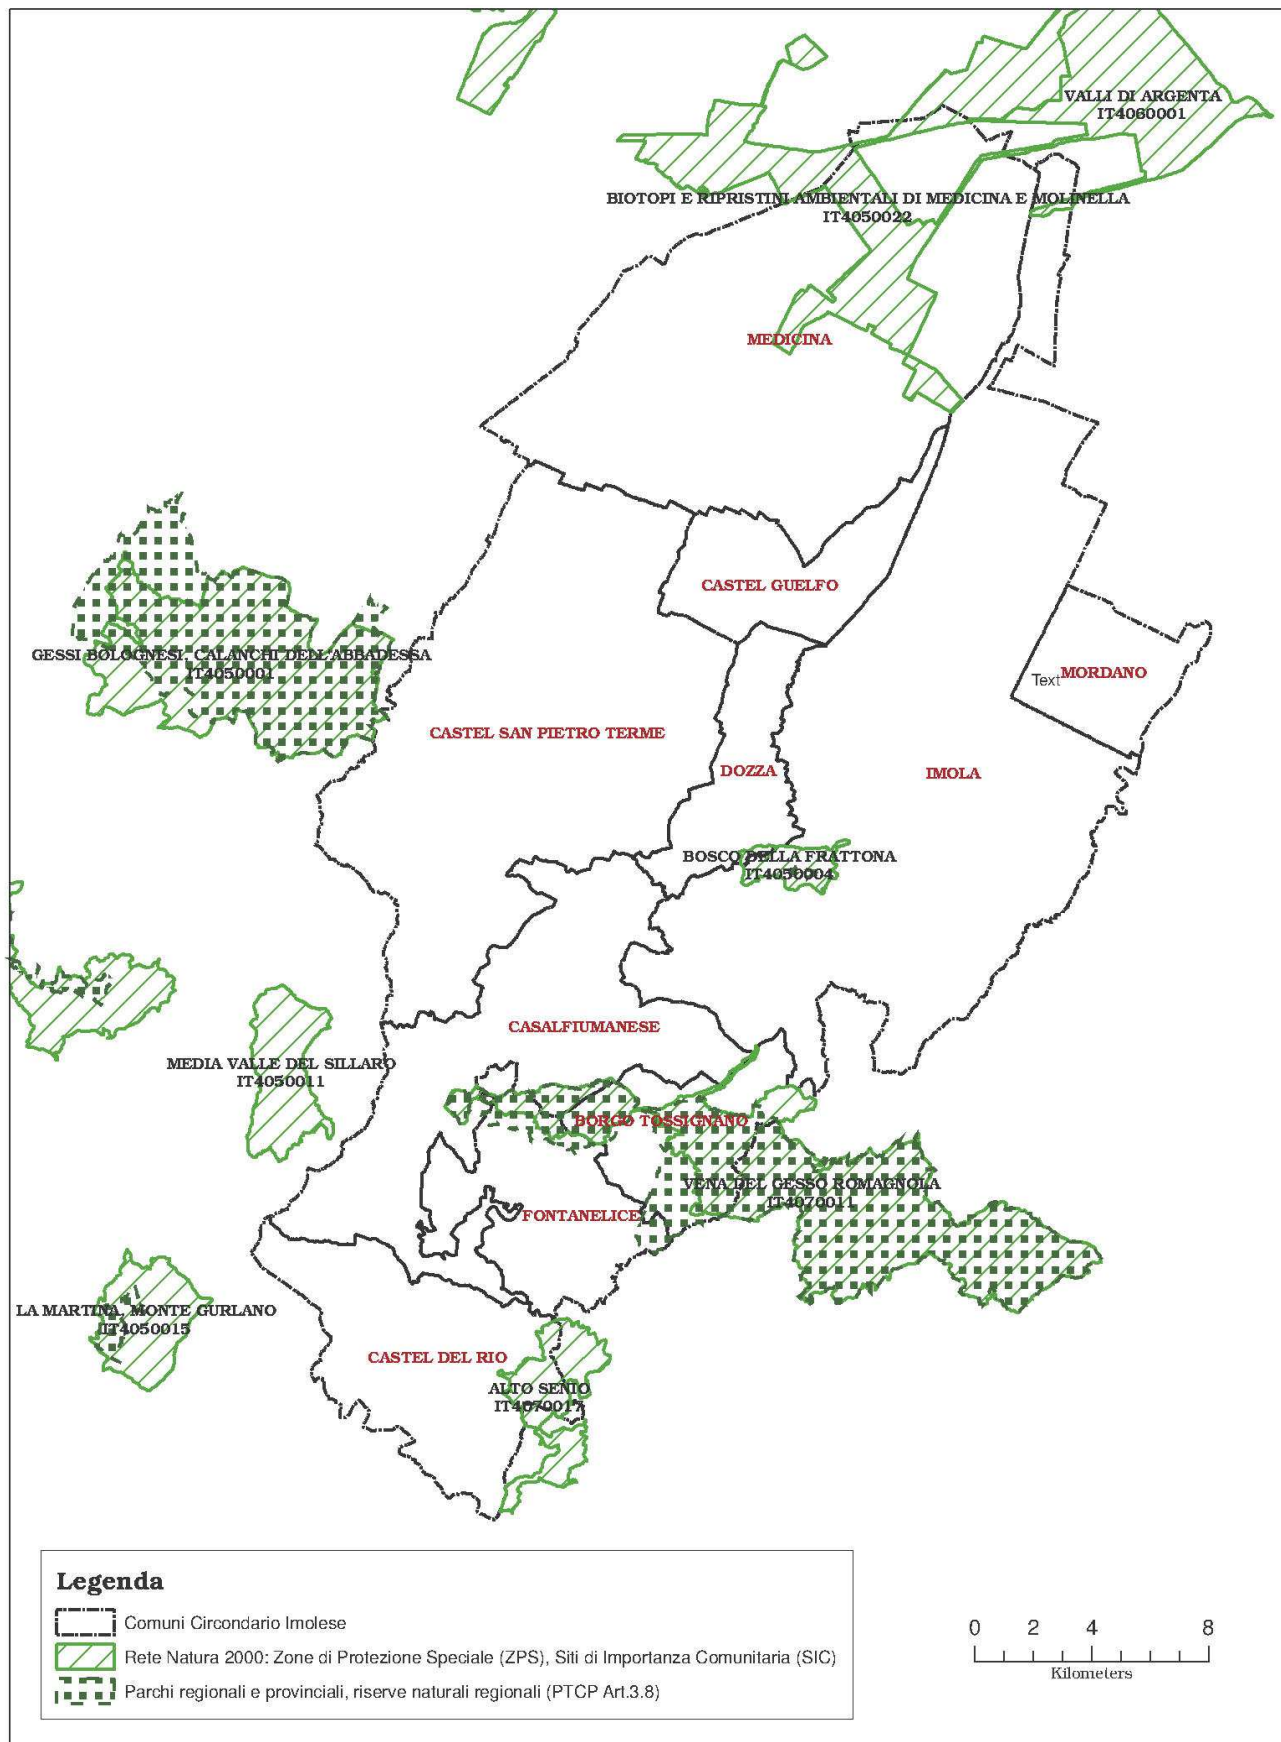 VALLI DI ARGENTA
IT4060001
BIOTOPI E RIPRISTINI AMBIENTALI DI MEDICINA E MOLINELLA
IT4050022
MEDICINA
CASTEL GUELFO
GESSI BOLOGNESI, CALANCHI DELL'ABBADESSA
IT4050001
Text
MORDANO
CASTEL SAN PIETRO TERME
DOZZA
IMOLA
BOSCO DELLA FRATTONA
IT4050004
CASALFIUMANESE
MEDIA VALLE DEL SILLARO
IT4050011
BORGO TOSSIGNANO
VENA DEL GESSO ROMAGNOLA
IT4070011
FONTANELICE
LA MARTINA, MONTE GURLANO
IT4050015
CASTEL DEL RIO
ALTO SENIO
IT4070017
Legenda
Comuni Circondario Imolese
Rete Natura 2000: Zone di Protezione Speciale (ZPS), Siti di Importanza Comunitaria (SIC)
Parchi regionali e provinciali, riserve naturali regionali (PTCP Art.3.8)
0 2 4 8
Kilometers